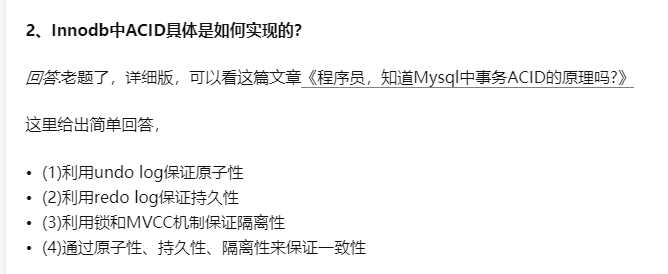 2、Innodb中ACID具体是如何实现的?
回答:老题了，详细版，可以看这篇文章《程序员，知道Mysql中事务ACID的原理吗?》
这里给出简单回答，
• (1)利用undo log保证原子性
• (2)利用redo log保证持久性
• (3)利用锁和MVCC机制保证隔离性
• (4)通过原子性、持久性、隔离性来保证一致性